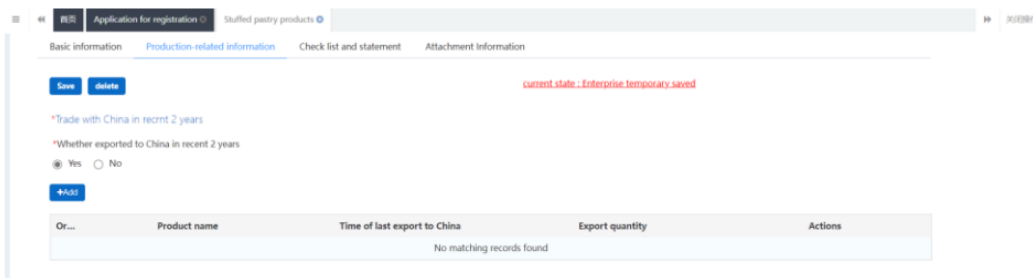 首页 Application for registration Stuffed pastry products
Basic information Production-related information Check list and statement Attachment Information
Save delete current state : Enterprise temporary saved
*Trade with China in recrnt 2 years
*Whether exported to China in recent 2 years
Yes No
+Add
Or... Product name Time of last export to China Export quantity Actions
No matching records found